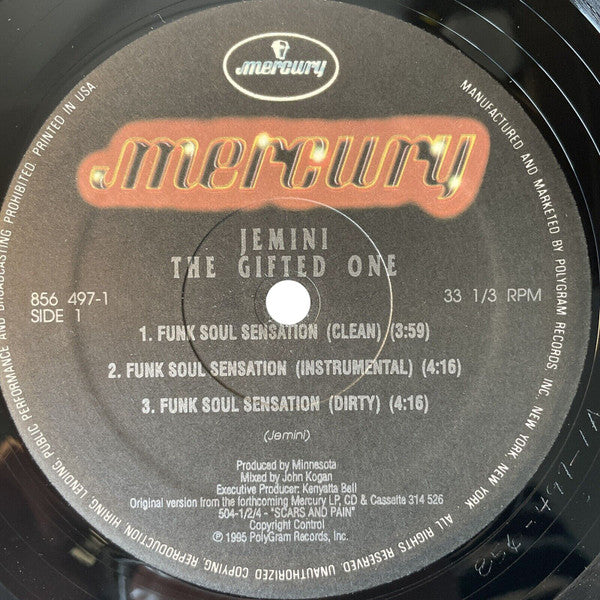 mercury
mercury
JEMINI
THE GIFTED ONE
856 497-1
SIDE 1
33 1/3 RPM
1. FUNK SOUL SENSATION (CLEAN) (3:59)
2. FUNK SOUL SENSATION (INSTRUMENTAL) (4:16)
3. FUNK SOUL SENSATION (DIRTY) (4:16)
(Jemini)
Produced by Minnesota
Mixed by John Kogan
Executive Producer: Kenyatta Bell
Original version from the forthcoming Mercury LP, CD & Cassette 314 526
504-1/2/4 - "SCARS AND PAIN"
Copyright Control
℗ 1995 PolyGram Records, Inc.
MANUFACTURED AND MARKETED BY POLYGRAM RECORDS, INC. NEW YORK, NEW YORK. ALL RIGHTS RESERVED. UNAUTHORIZED COPYING, REPRODUCTION HIRING, LENDING, PUBLIC PERFORMANCE AND BROADCASTING PROHIBITED. PRINTED IN USA.